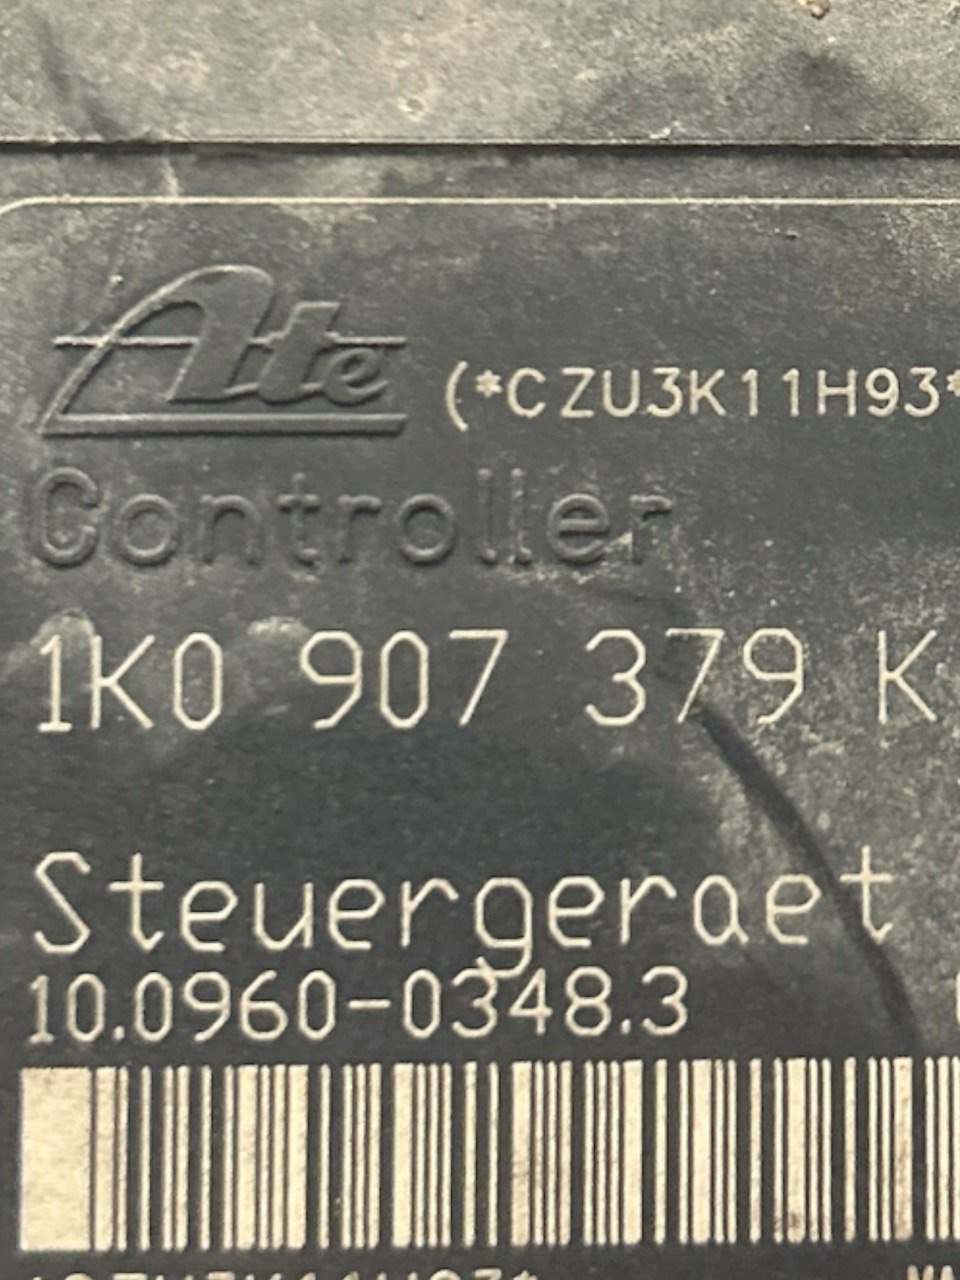 Ate
(*CZU3K11H93*
Controller
1K0 907 379 K
Steuergeraet
10.0960-0348.3